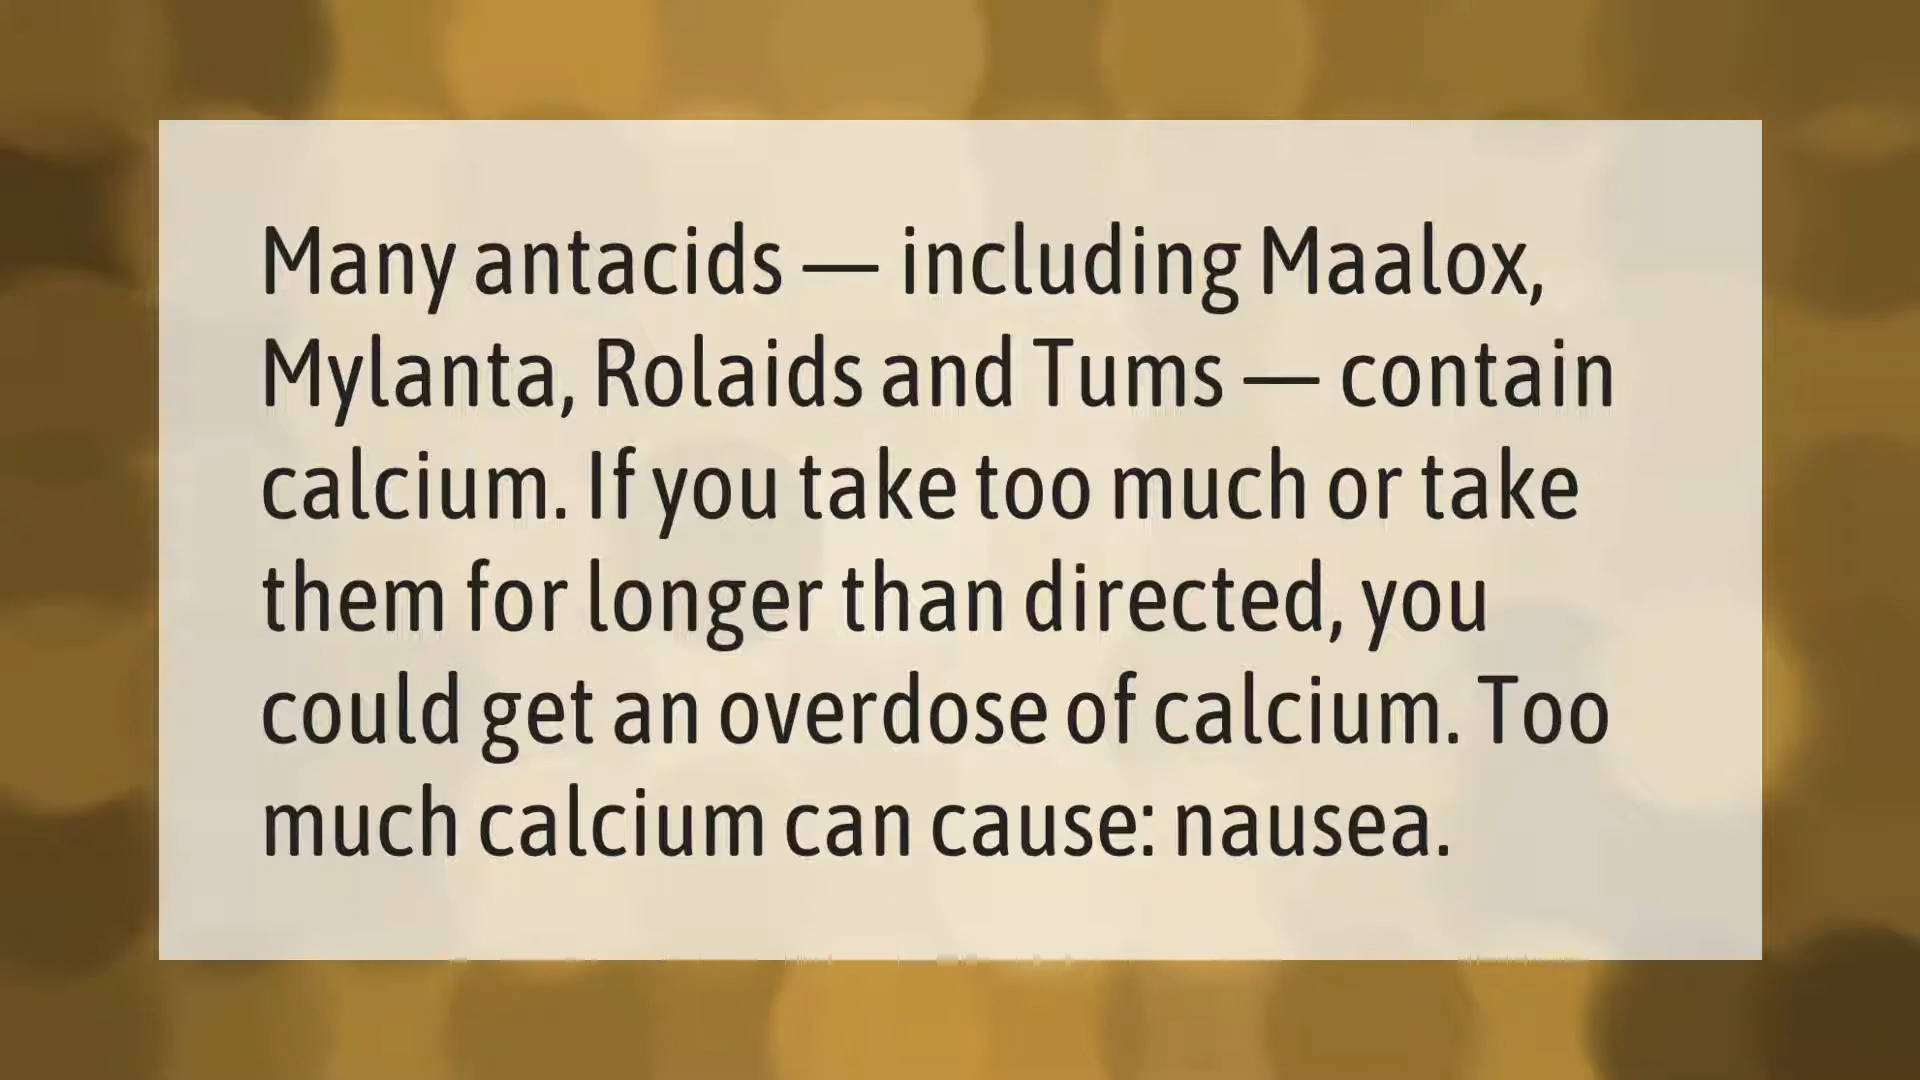 Many antacids — including Maalox,
Mylanta, Rolaids and Tums — contain
calcium. If you take too much or take
them for longer than directed, you
could get an overdose of calcium. Too
much calcium can cause: nausea.